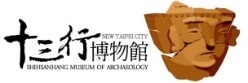 十三行博物館
NEW TAIPEI CITY
SHIHSANHANG MUSEUM OF ARCHAEOLOGY